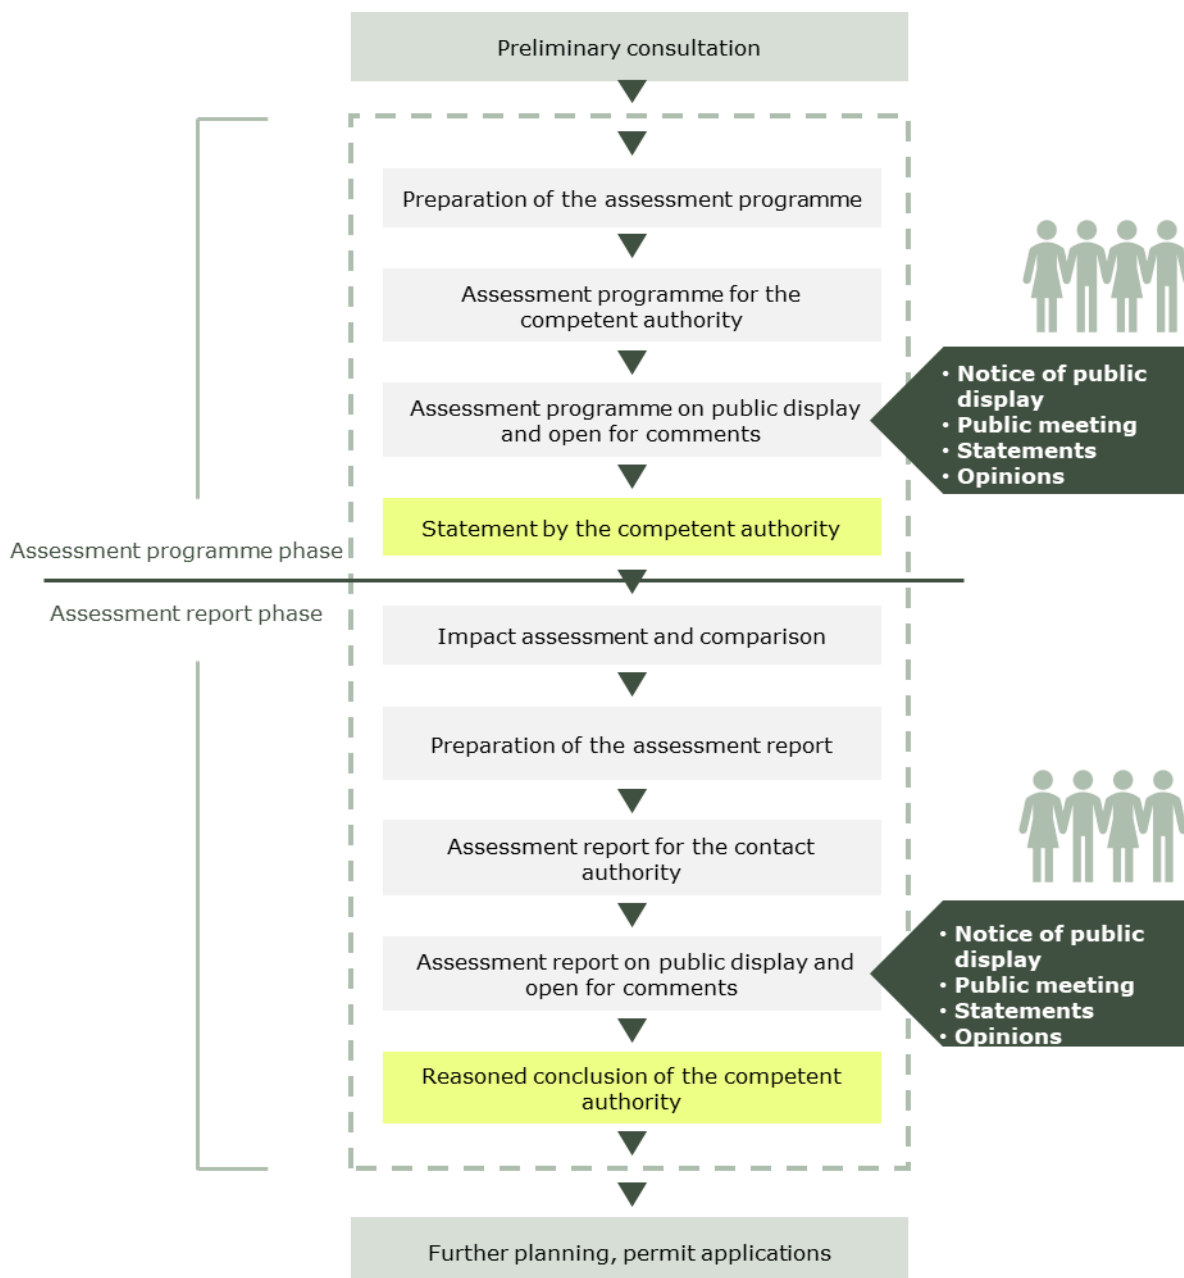 Preliminary consultation
Preparation of the assessment programme
Assessment programme for the
competent authority
Assessment programme on public display
and open for comments
• Notice of public
display
• Public meeting
• Statements
• Opinions
Statement by the competent authority
Assessment programme phase
Assessment report phase
Impact assessment and comparison
Preparation of the assessment report
Assessment report for the contact
authority
Assessment report on public display and
open for comments
• Notice of public
display
• Public meeting
• Statements
• Opinions
Reasoned conclusion of the competent
authority
Further planning, permit applications